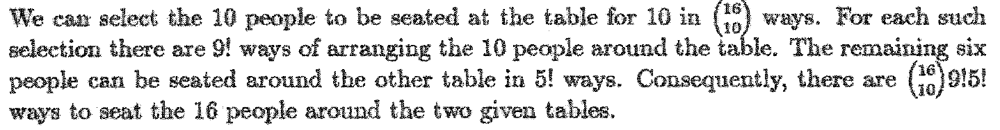 We can select the 10 people to be seated at the table for 10 in $\binom{16}{10}$ ways. For each such
selection there are 9! ways of arranging the 10 people around the table. The remaining six
people can be seated around the other table in 5! ways. Consequently, there are $\binom{16}{10}$9!5!
ways to seat the 16 people around the two given tables.